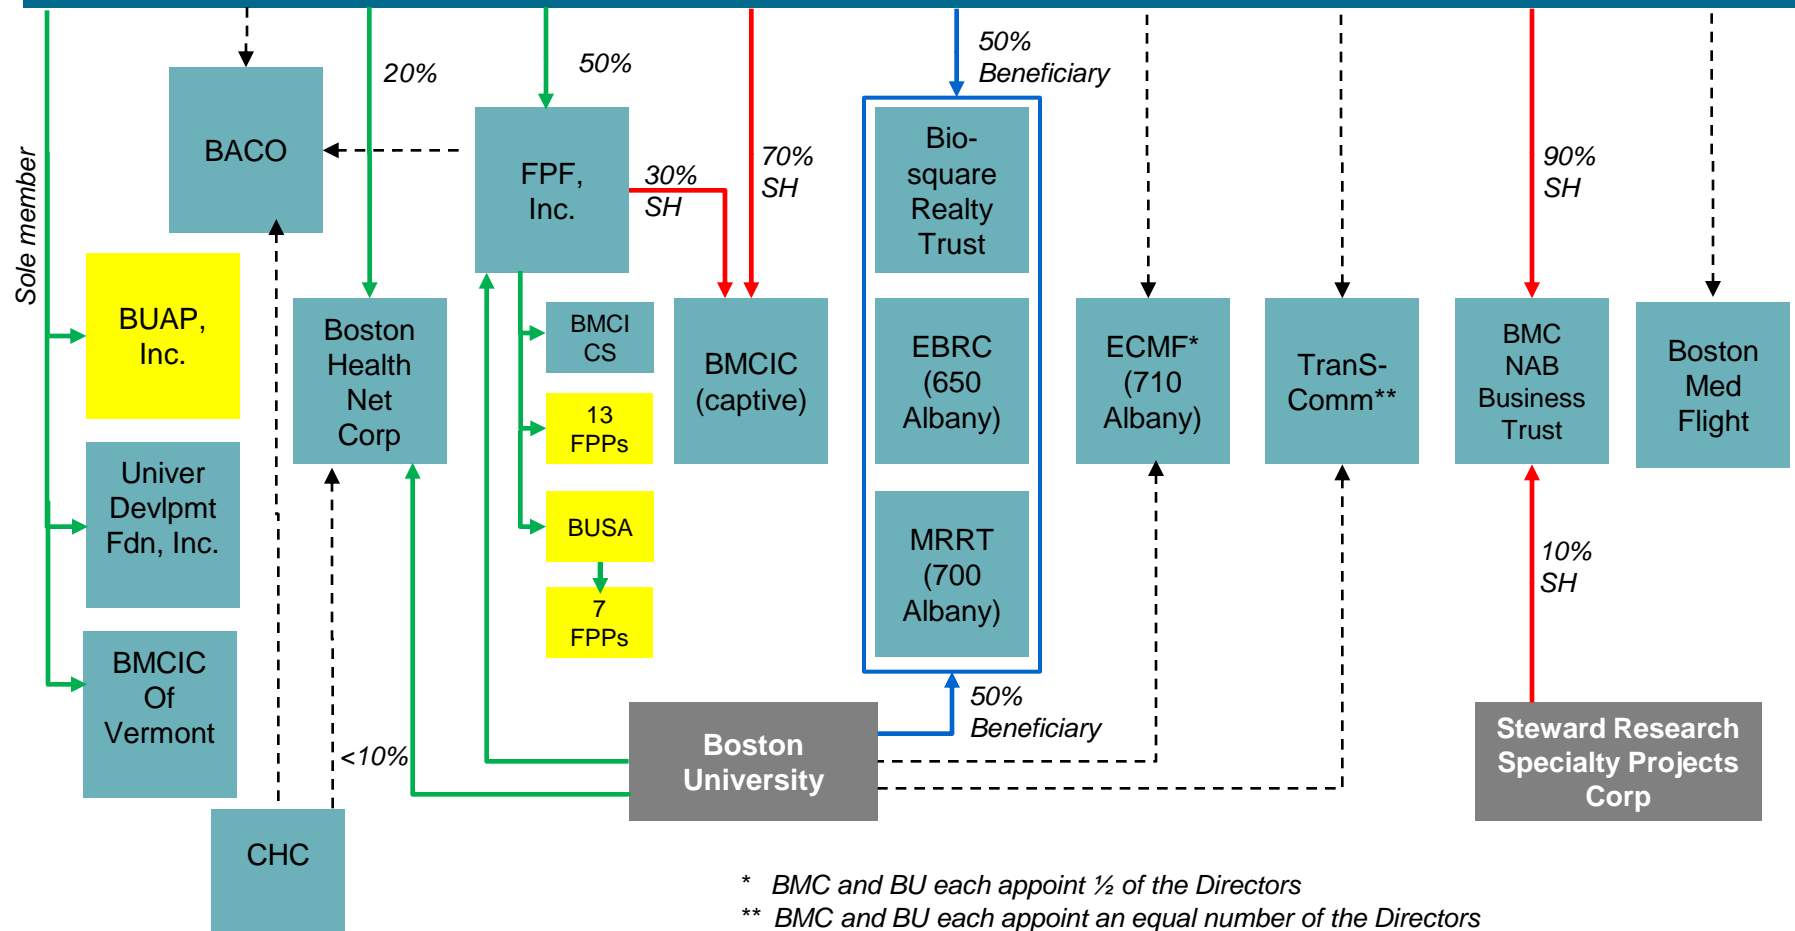 Sole member
20%
50%
50%
Beneficiary
BACO
FPF,
Inc.
30%
SH
70%
SH
Bio-
square
Realty
Trust
90%
SH
BUAP,
Inc.
Boston
Health
Net
Corp
BMCI
CS
BMCIC
(captive)
EBRC
(650
Albany)
ECMF*
(710
Albany)
TranS-
Comm**
BMC
NAB
Business
Trust
Boston
Med
Flight
13
FPPs
Univer
Devlpmt
Fdn, Inc.
BUSA
MRRT
(700
Albany)
10%
SH
7
FPPs
BMCIC
Of
Vermont
<10%
Boston
University
50%
Beneficiary
Steward Research
Specialty Projects
Corp
CHC
* BMC and BU each appoint ½ of the Directors
** BMC and BU each appoint an equal number of the Directors